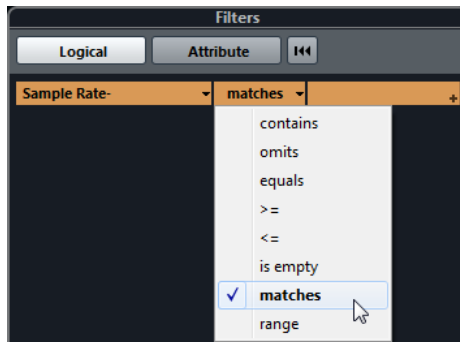 Filters
Logical Attribute
Sample Rate- matches +
contains
omits
equals
>=
<=
is empty
matches
range